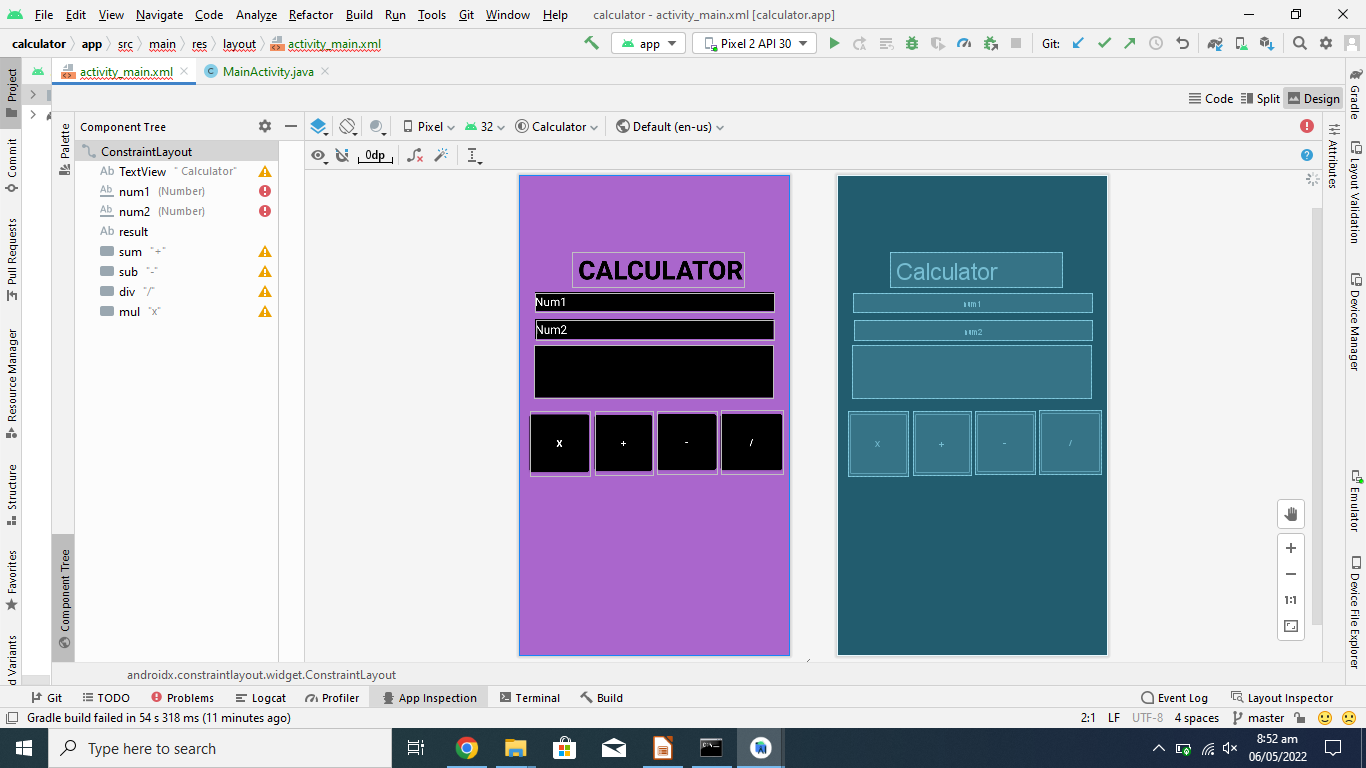 File Edit View Navigate Code Analyze Refactor Build Run Tools Git Window Help calculator - activity_main.xml [calculator.app]
calculator app src main res layout activity_main.xml app Pixel 2 API 30 Git:
activity_main.xml MainActivity.java
Code Split Design
Component Tree Pixel 32 Calculator Default (en-us)
0dp
ConstraintLayout
Ab TextView " Calculator"
Ab num1 (Number)
Ab num2 (Number)
Ab result
sum "+"
sub "-"
div "/"
mul "x"
Project
Commit
Pull Requests
Resource Manager
Structure
Favorites
d Variants
Palette
Component Tree
CALCULATOR
Num1
Num2
X + - /
Calculator
num1
num2
X + - /
1:1
Gradle
Attributes
Layout Validation
Device Manager
Emulator
Device File Explorer
androidx.constraintlayout.widget.ConstraintLayout
Git TODO Problems Logcat Profiler App Inspection Terminal Build Event Log Layout Inspector
Gradle build failed in 54 s 318 ms (11 minutes ago) 2:1 LF UTF-8 4 spaces master
Type here to search
8:52 am
06/05/2022